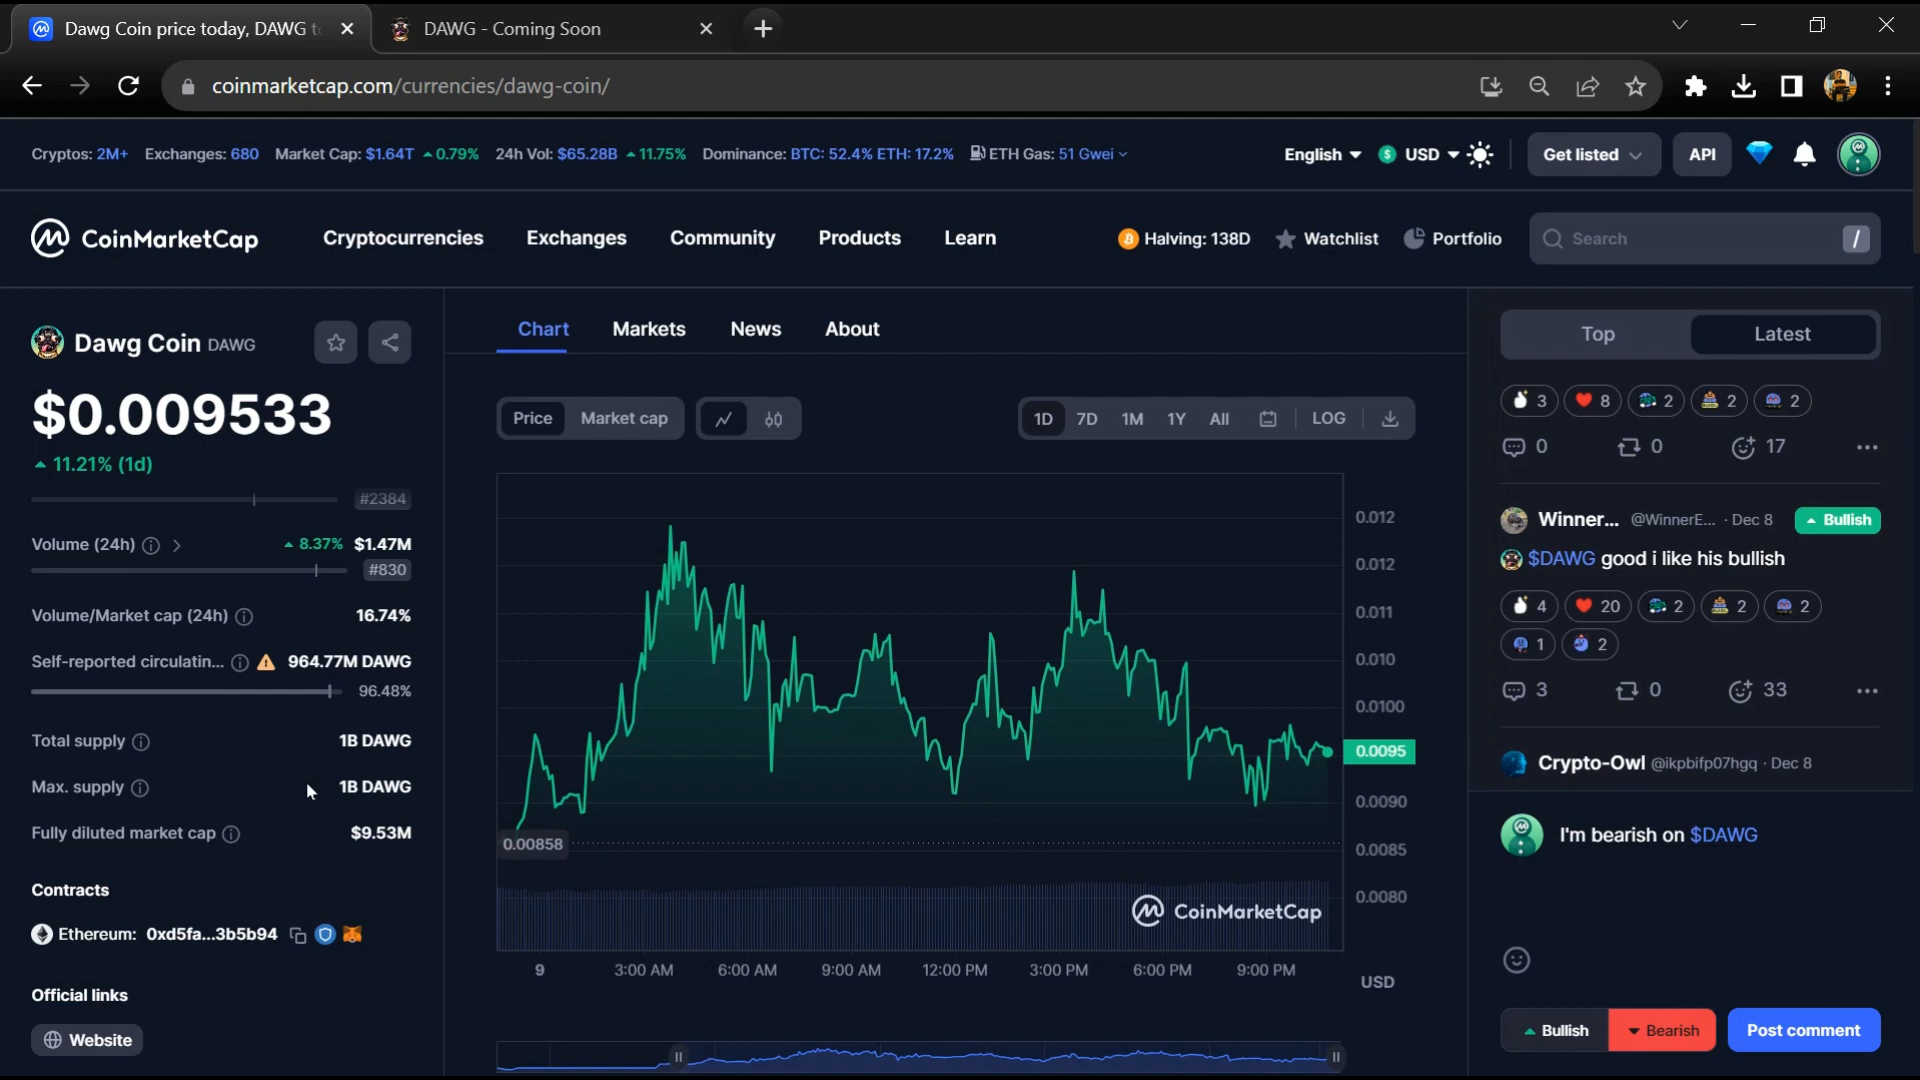 Dawg Coin price today, DAWG t
DAWG - Coming Soon
coinmarketcap.com/currencies/dawg-coin/
Cryptos: 2M+ Exchanges: 680 Market Cap: $1.64T 0.79% 24h Vol: $65.28B 11.75% Dominance: BTC: 52.4% ETH: 17.2% ETH Gas: 51 Gwei
English USD Get listed API
CoinMarketCap
Cryptocurrencies Exchanges Community Products Learn
Halving: 138D Watchlist Portfolio Search /
Dawg Coin DAWG
$0.009533
11.21% (1d)
#2384
Volume (24h) 8.37% $1.47M
#830
Volume/Market cap (24h) 16.74%
Self-reported circulatin... 964.77M DAWG
96.48%
Total supply 1B DAWG
Max. supply 1B DAWG
Fully diluted market cap $9.53M
Contracts
Ethereum: 0xd5fa...3b5b94
Official links
Website
Chart Markets News About
Price Market cap
1D 7D 1M 1Y All LOG
0.012
0.012
0.011
0.010
0.0100
0.0095
0.0090
0.0085
0.0080
0.00858
CoinMarketCap
9 3:00 AM 6:00 AM 9:00 AM 12:00 PM 3:00 PM 6:00 PM 9:00 PM
USD
Top Latest
3 8 2 2 2
0 0 17
Winner... @WinnerE... · Dec 8 Bullish
$DAWG good i like his bullish
4 20 2 2 2
1 2
3 0 33
Crypto-Owl @ikpbifp07hgq · Dec 8
I'm bearish on $DAWG
Bullish Bearish Post comment